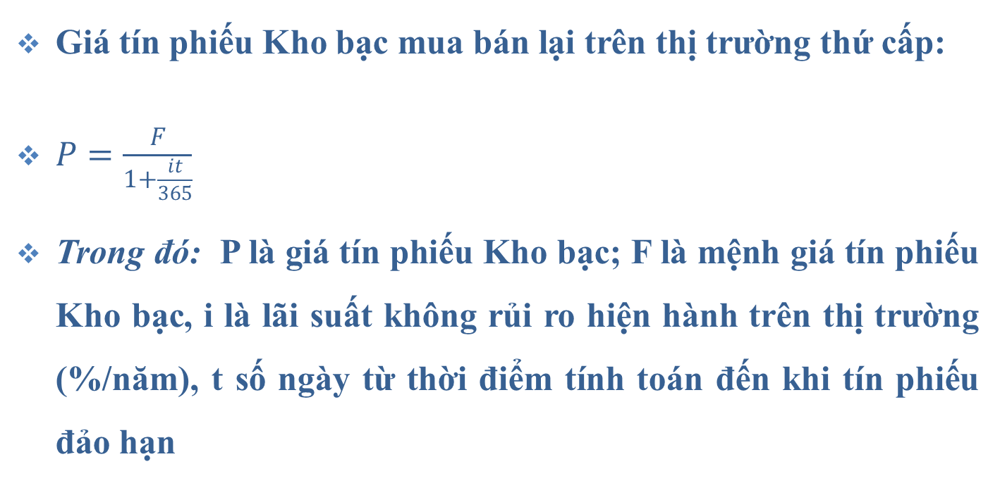 ❖ Giá tín phiếu Kho bạc mua bán lại trên thị trường thứ cấp:
❖ P = \frac{F}{1+\frac{it}{365}}
❖ Trong đó: P là giá tín phiếu Kho bạc; F là mệnh giá tín phiếu
Kho bạc, i là lãi suất không rủi ro hiện hành trên thị trường
(%/năm), t số ngày từ thời điểm tính toán đến khi tín phiếu
đảo hạn